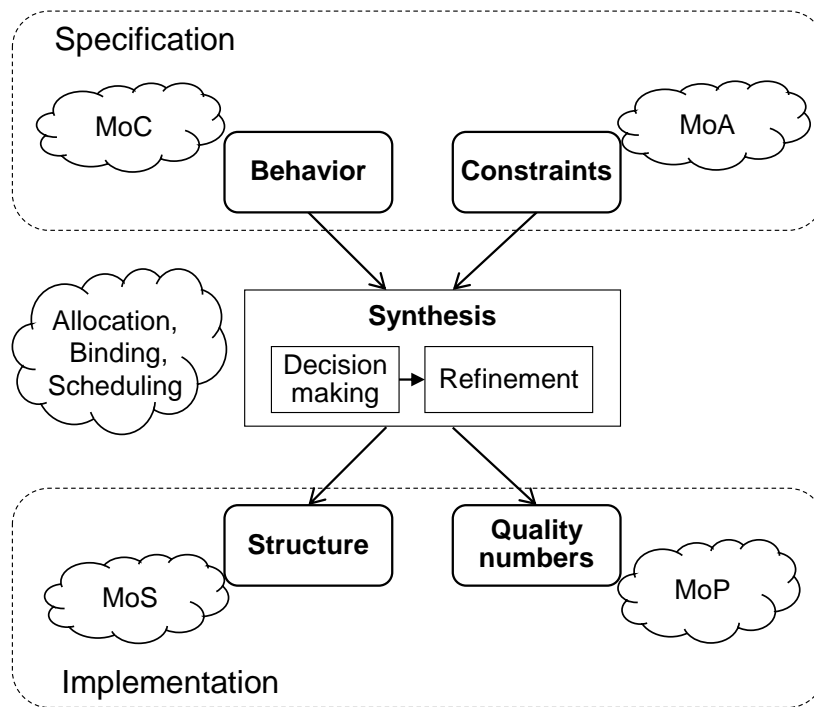 Specification
MoC
MoA
Behavior
Constraints
Allocation,
Binding,
Scheduling
Synthesis
Decision
making
Refinement
Structure
Quality
numbers
MoS
MoP
Implementation